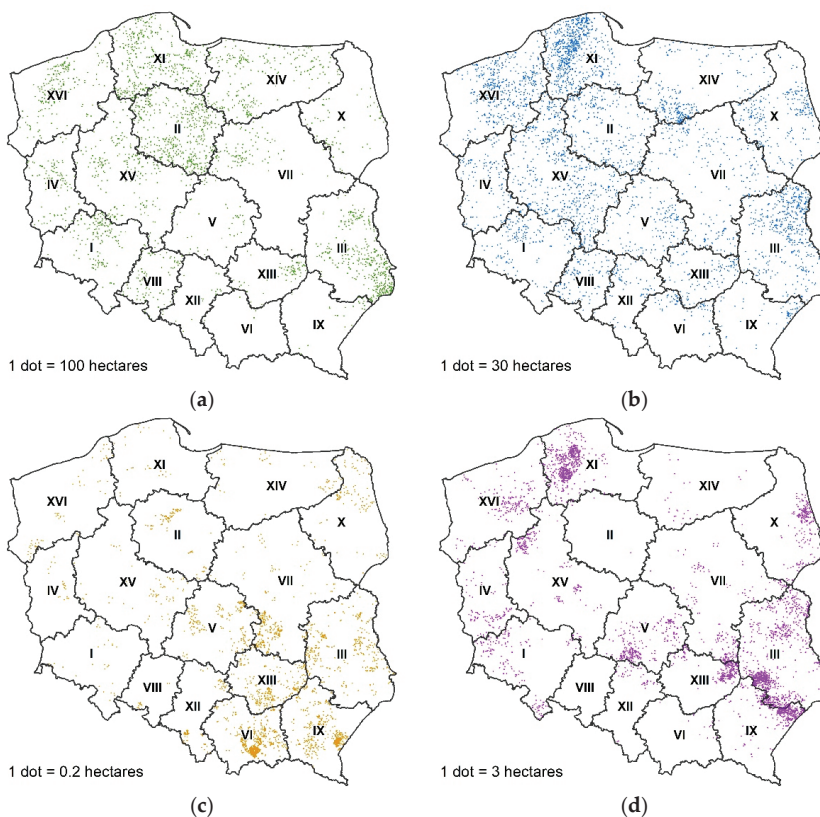 XI
XVI
XIV
X
II
IV
XV
VII
V
I
III
VIII
XIII
XII
VI
IX
1 dot = 100 hectares
(a)
XI
XVI
XIV
X
II
IV
XV
VII
V
I
III
VIII
XIII
XII
VI
IX
1 dot = 30 hectares
(b)
XI
XVI
XIV
X
II
IV
XV
VII
V
I
III
VIII
XIII
XII
VI
IX
1 dot = 0.2 hectares
(c)
XI
XVI
XIV
X
II
IV
XV
VII
V
I
III
VIII
XIII
XII
VI
IX
1 dot = 3 hectares
(d)